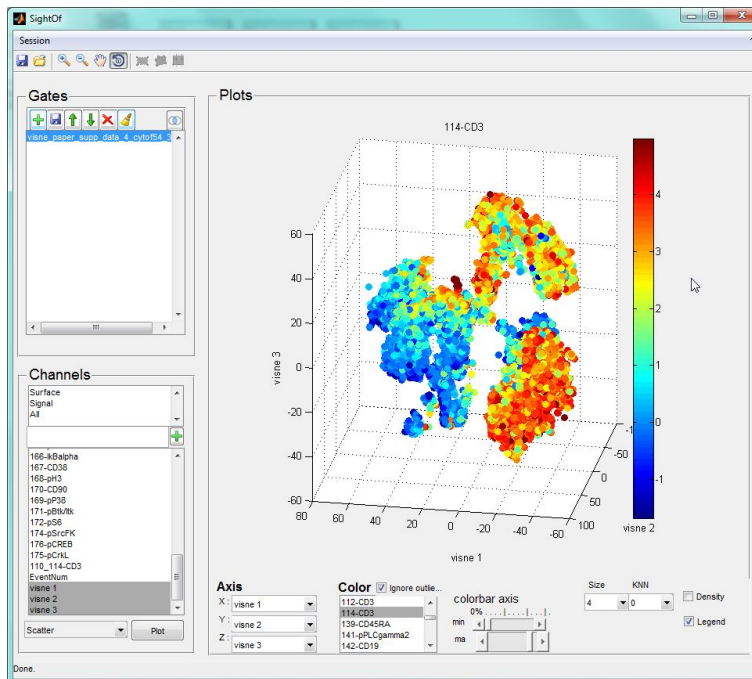 SightOf
Session
Gates
visne_paper_supp_data_4_cytof54_3
Channels
Surface
Signal
All
166-IkBalpha
167-CD38
168-pH3
170-CD90
169-pP38
171-pBtk/Itk
172-pS6
174-pSrcFK
176-pCREB
175-pCrkL
110_114-CD3
EventNum
visne 1
visne 2
visne 3
Scatter
Plot
Done.
Plots
114-CD3
60
40
20
0
-20
-40
-60
visne 3
80
60
40
20
0
-20
-40
-60
visne 1
-50
0
50
100
visne 2
4
3
2
1
0
-1
Axis
X:
visne 1
Y:
visne 2
Z:
visne 3
Color
Ignore outlie...
112-CD3
114-CD3
139-CD45RA
141-pPLCgamma2
142-CD19
colorbar axis
0%....|....|....|.
min
ma
Size
KNN
4
0
Density
Legend